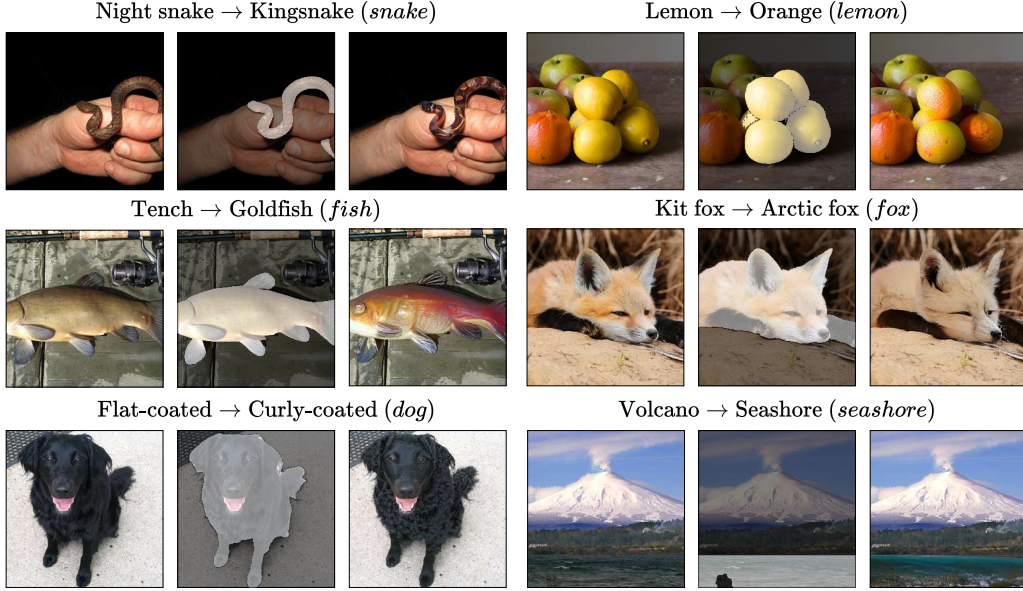 Night snake → Kingsnake (snake)
Lemon → Orange (lemon)
Tench → Goldfish (fish)
Kit fox → Arctic fox (fox)
Flat-coated → Curly-coated (dog)
Volcano → Seashore (seashore)